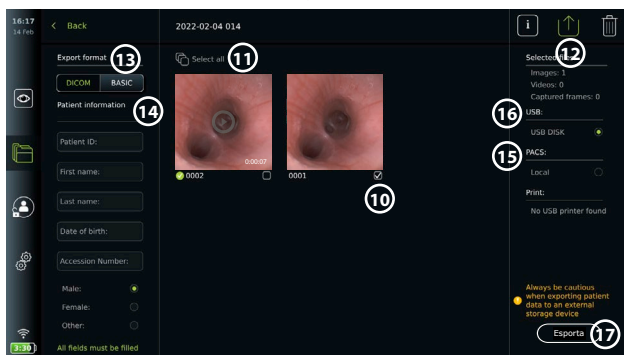 16:17
14 Feb
Back
2022-02-04 014
i
Export format
13
Select all
11
12
Selected files:
DICOM
BASIC
Images: 1
Videos: 0
Captured frames: 0
Patient information
14
16
USB:
USB DISK
Patient ID:
15
PACS:
0:00:07
First name:
0002
0001
Local
10
Print:
Last name:
No USB printer found
Date of birth:
Accession Number:
Male:
Female:
Other:
Always be cautious
when exporting patient
data to an external
storage device
Esporta
17
3:30
All fields must be filled